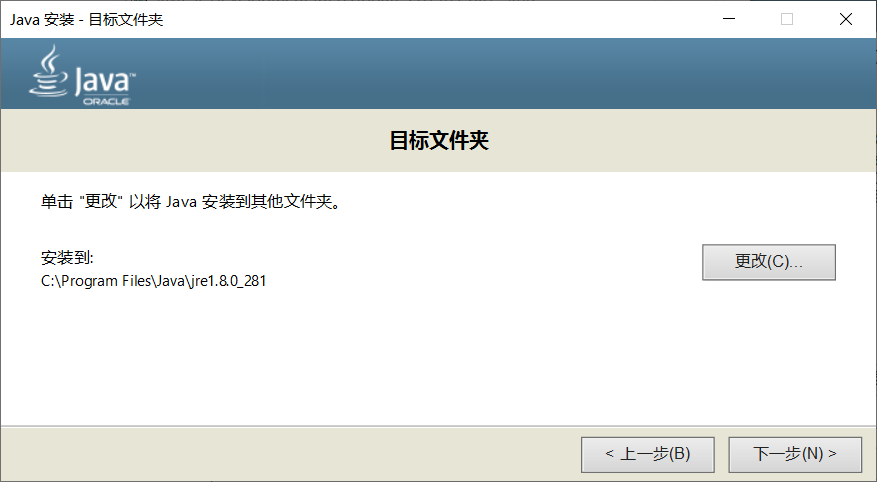 Java 安装 - 目标文件夹
Java™
ORACLE
目标文件夹
单击 "更改" 以将 Java 安装到其他文件夹。
安装到:
更改(C)...
C:\Program Files\Java\jre1.8.0_281
< 上一步(B)
下一步(N) >